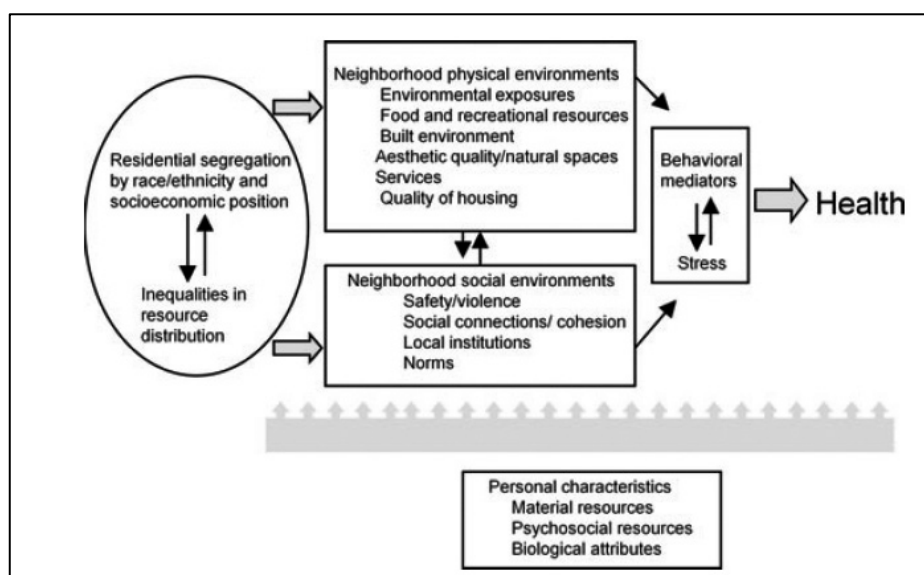 Residential segregation
by race/ethnicity and
socioeconomic position
Inequalities in
resource
distribution
Neighborhood physical environments
Environmental exposures
Food and recreational resources
Built environment
Aesthetic quality/natural spaces
Services
Quality of housing
Neighborhood social environments
Safety/violence
Social connections/ cohesion
Local institutions
Norms
Behavioral
mediators
Stress
Health
Personal characteristics
Material resources
Psychosocial resources
Biological attributes